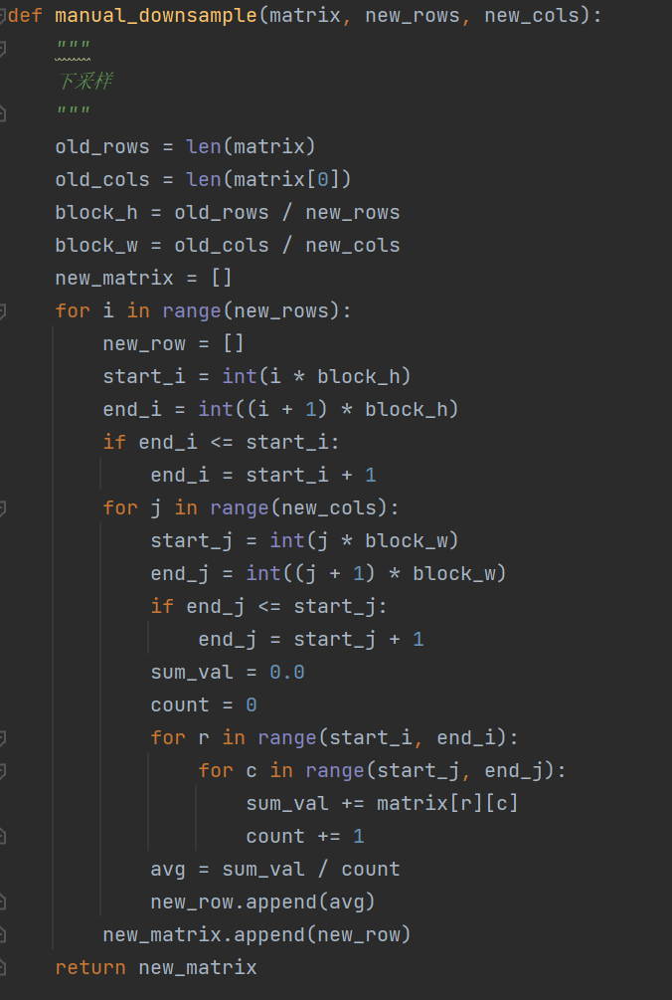 def manual_downsample(matrix, new_rows, new_cols):
    """
    下采样
    """
    old_rows = len(matrix)
    old_cols = len(matrix[0])
    block_h = old_rows / new_rows
    block_w = old_cols / new_cols
    new_matrix = []
    for i in range(new_rows):
        new_row = []
        start_i = int(i * block_h)
        end_i = int((i + 1) * block_h)
        if end_i <= start_i:
            end_i = start_i + 1
        for j in range(new_cols):
            start_j = int(j * block_w)
            end_j = int((j + 1) * block_w)
            if end_j <= start_j:
                end_j = start_j + 1
            sum_val = 0.0
            count = 0
            for r in range(start_i, end_i):
                for c in range(start_j, end_j):
                    sum_val += matrix[r][c]
                    count += 1
            avg = sum_val / count
            new_row.append(avg)
        new_matrix.append(new_row)
    return new_matrix